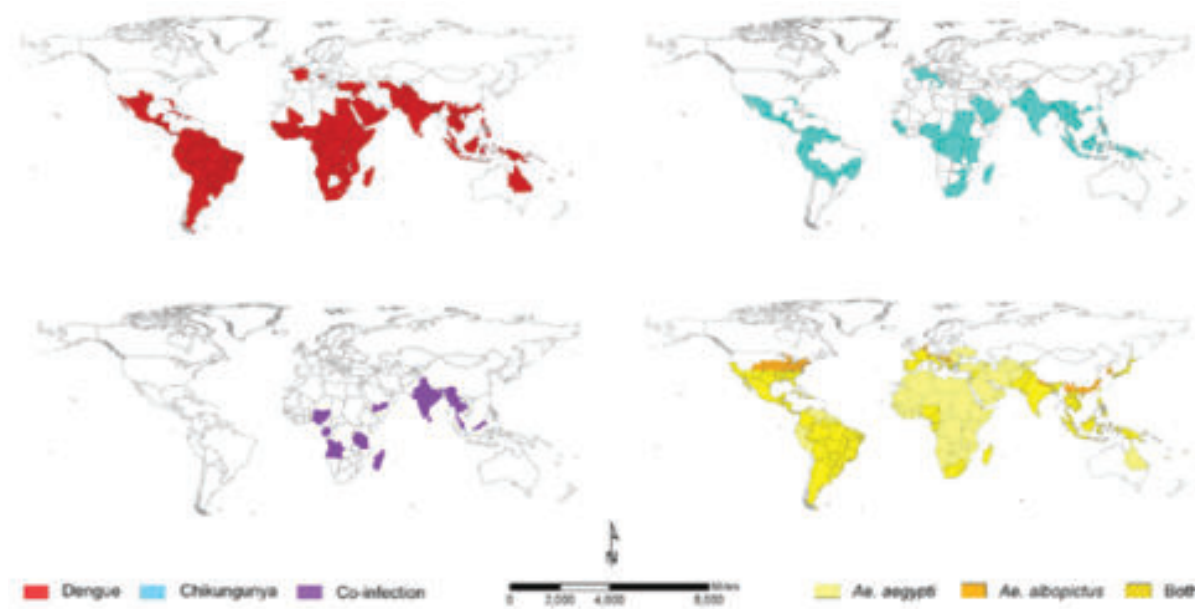 N
Miles
Dengue Chikungunya Co-infection
0 2,000 4,000 8,000
Ae. aegypti Ae. albopictus Both